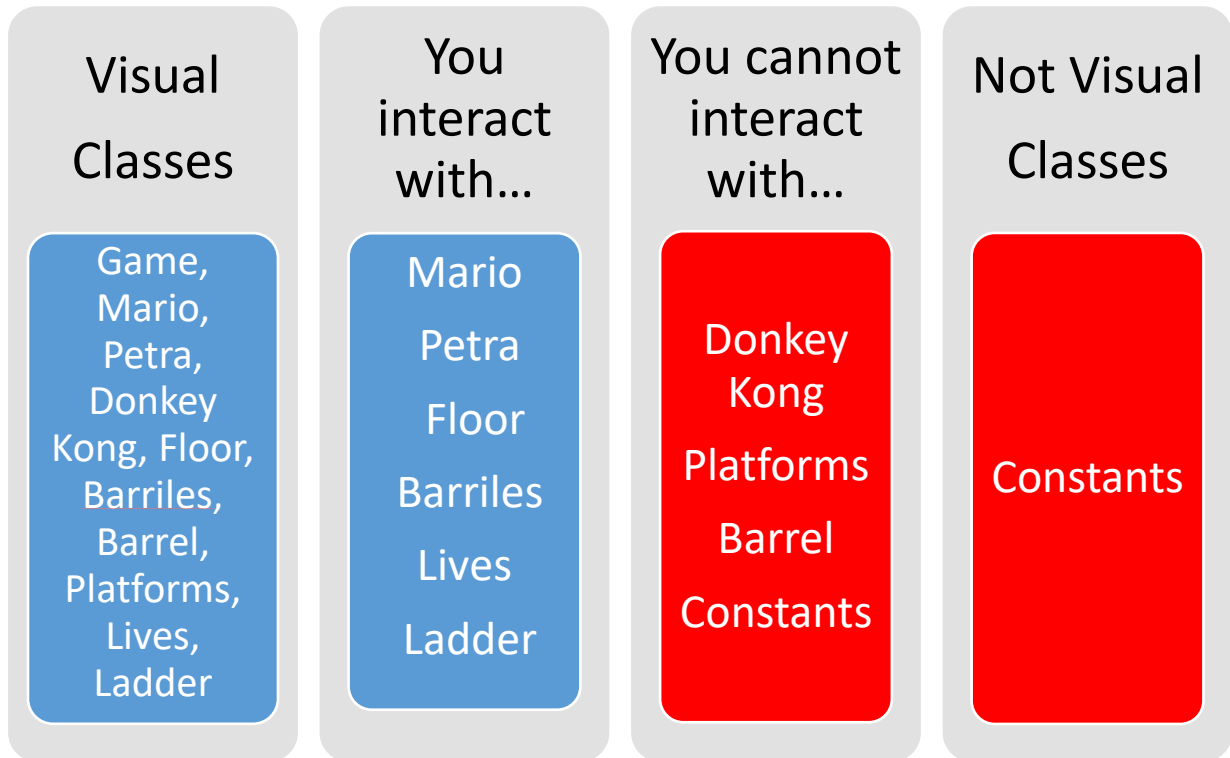 Visual
Classes
Game,
Mario,
Petra,
Donkey
Kong, Floor,
Barriles,
Barrel,
Platforms,
Lives,
Ladder
You
interact
with…
Mario
Petra
Floor
Barriles
Lives
Ladder
You cannot
interact
with…
Donkey
Kong
Platforms
Barrel
Constants
Not Visual
Classes
Constants